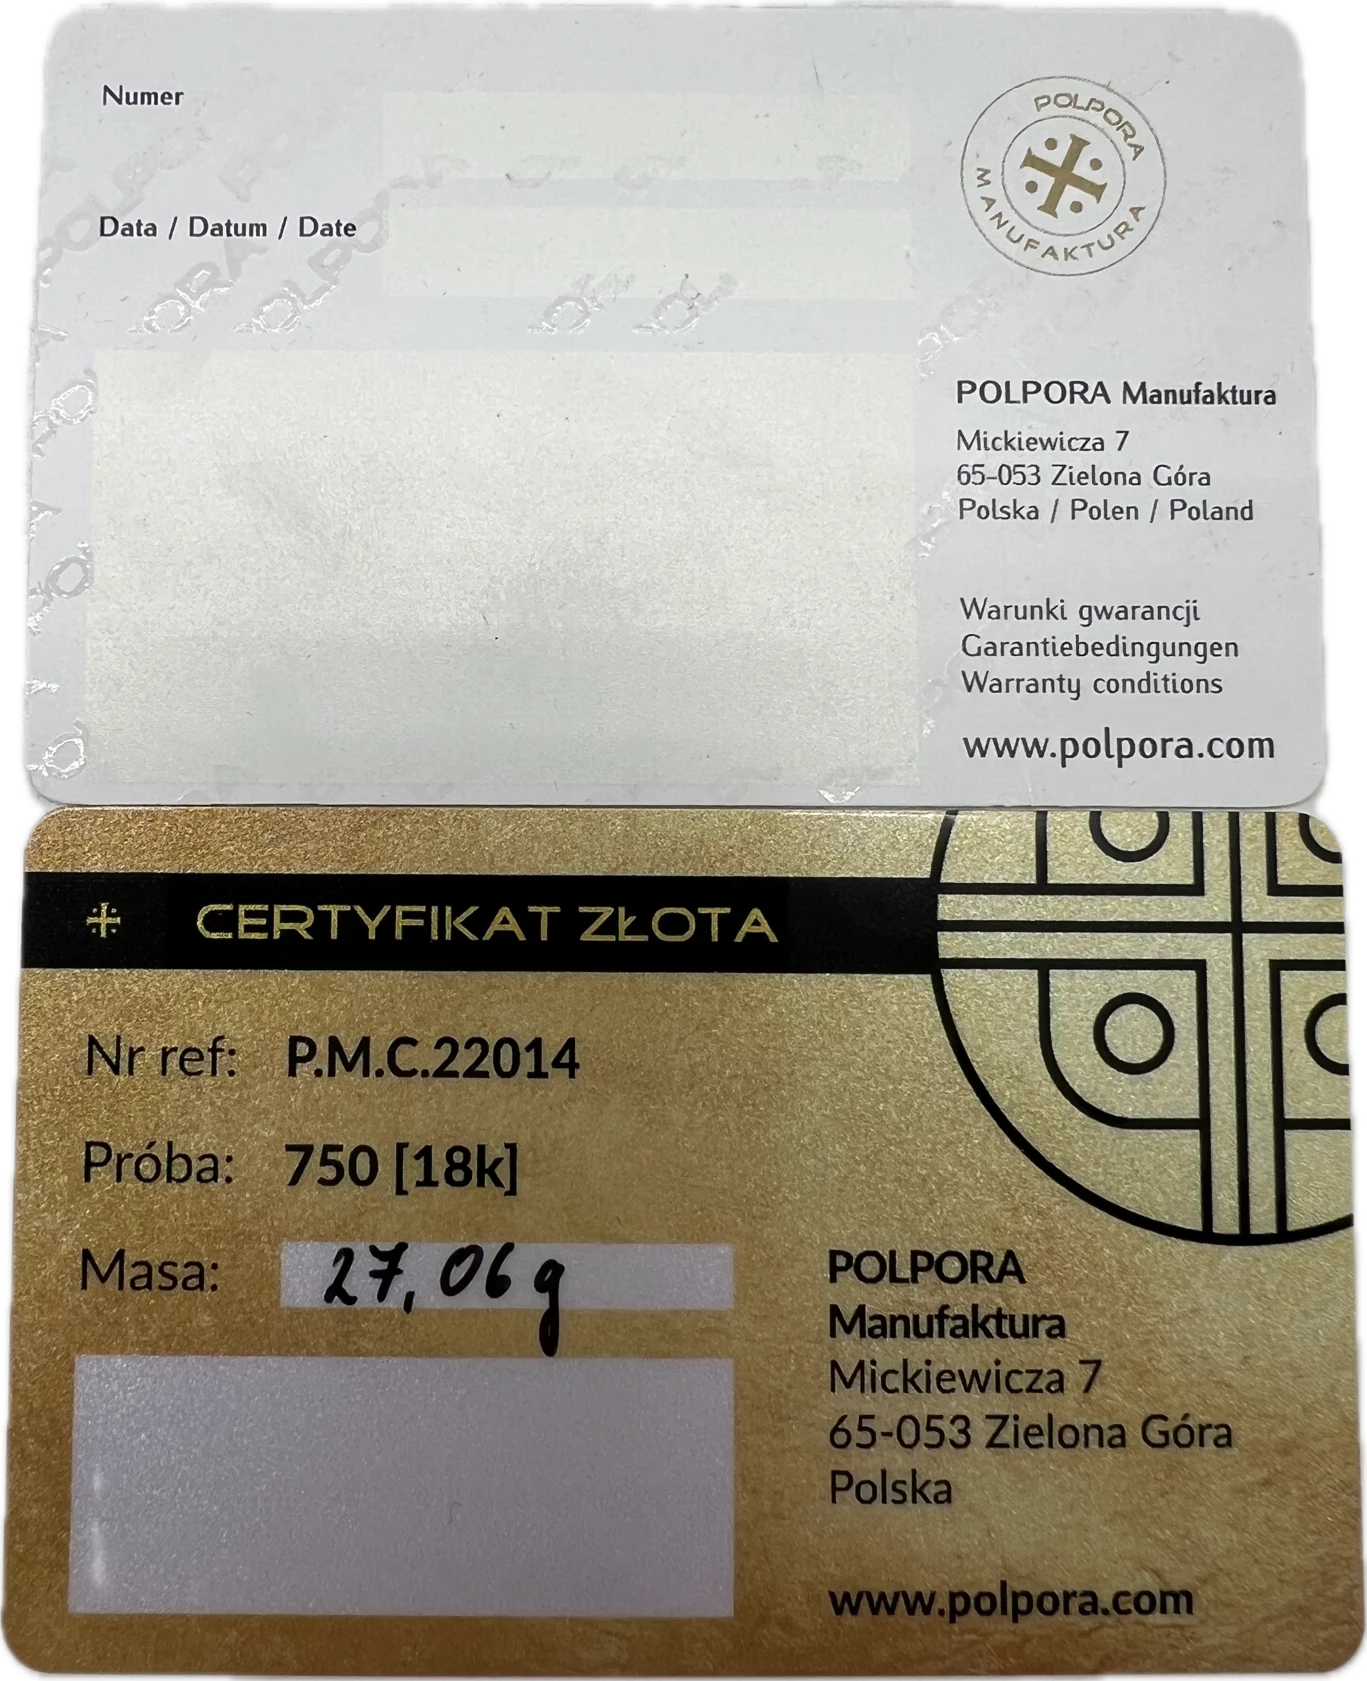 Numer
POLPORA MANUFAKTURA
Data / Datum / Date
POLPORA Manufaktura
Mickiewicza 7
65-053 Zielona Góra
Polska / Polen / Poland
Warunki gwarancji
Garantiebedingungen
Warranty conditions
www.polpora.com
CERTYFIKAT ZŁOTA
Nr ref: P.M.C.22014
Próba: 750 [18k]
Masa: 27,06 g
POLPORA
Manufaktura
Mickiewicza 7
65-053 Zielona Góra
Polska
www.polpora.com